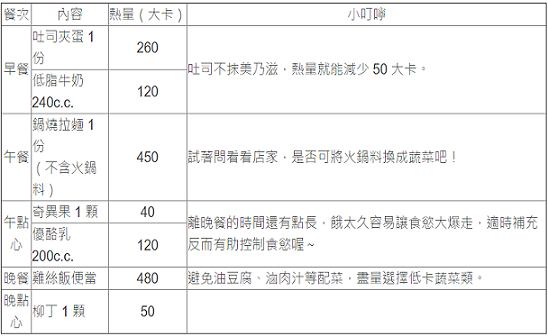 餐次 內容 熱量（大卡） 小叮嚀
早餐
吐司夾蛋 1
份
260
低脂牛奶
240c.c.
120
吐司不抹美乃滋，熱量就能減少 50 大卡。
午餐
鍋燒拉麵 1
份
（不含火鍋
料）
450
試著問看看店家，是否可將火鍋料換成蔬菜吧！
午點
心
奇異果 1 顆
40
優酪乳
200c.c.
120
離晚餐的時間還有點長，餓太久容易讓食慾大爆走，適時補充
反而有助控制食慾喔～
晚餐 雞絲飯便當 480 避免油豆腐、滷肉汁等配菜，盡量選擇低卡蔬菜類。
晚點
心
柳丁 1 顆
50